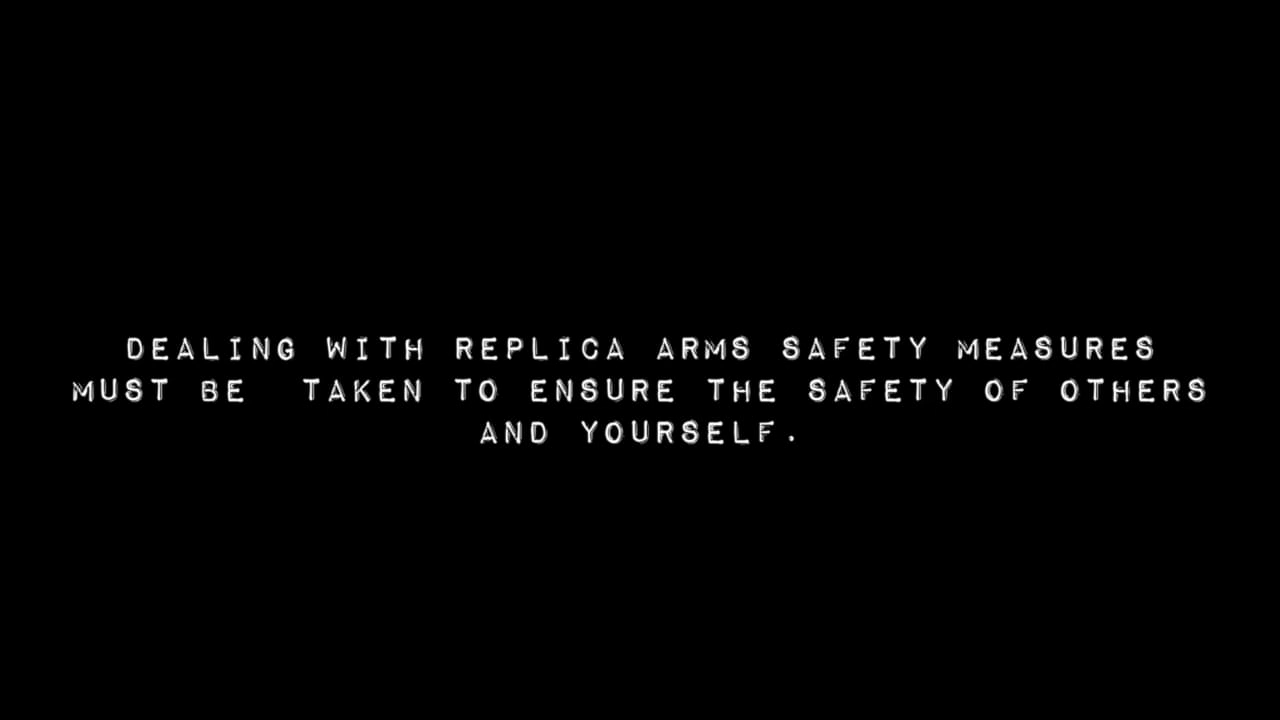 DEALING WITH REPLICA ARMS SAFETY MEASURES
MUST BE  TAKEN TO ENSURE THE SAFETY OF OTHERS
AND YOURSELF.